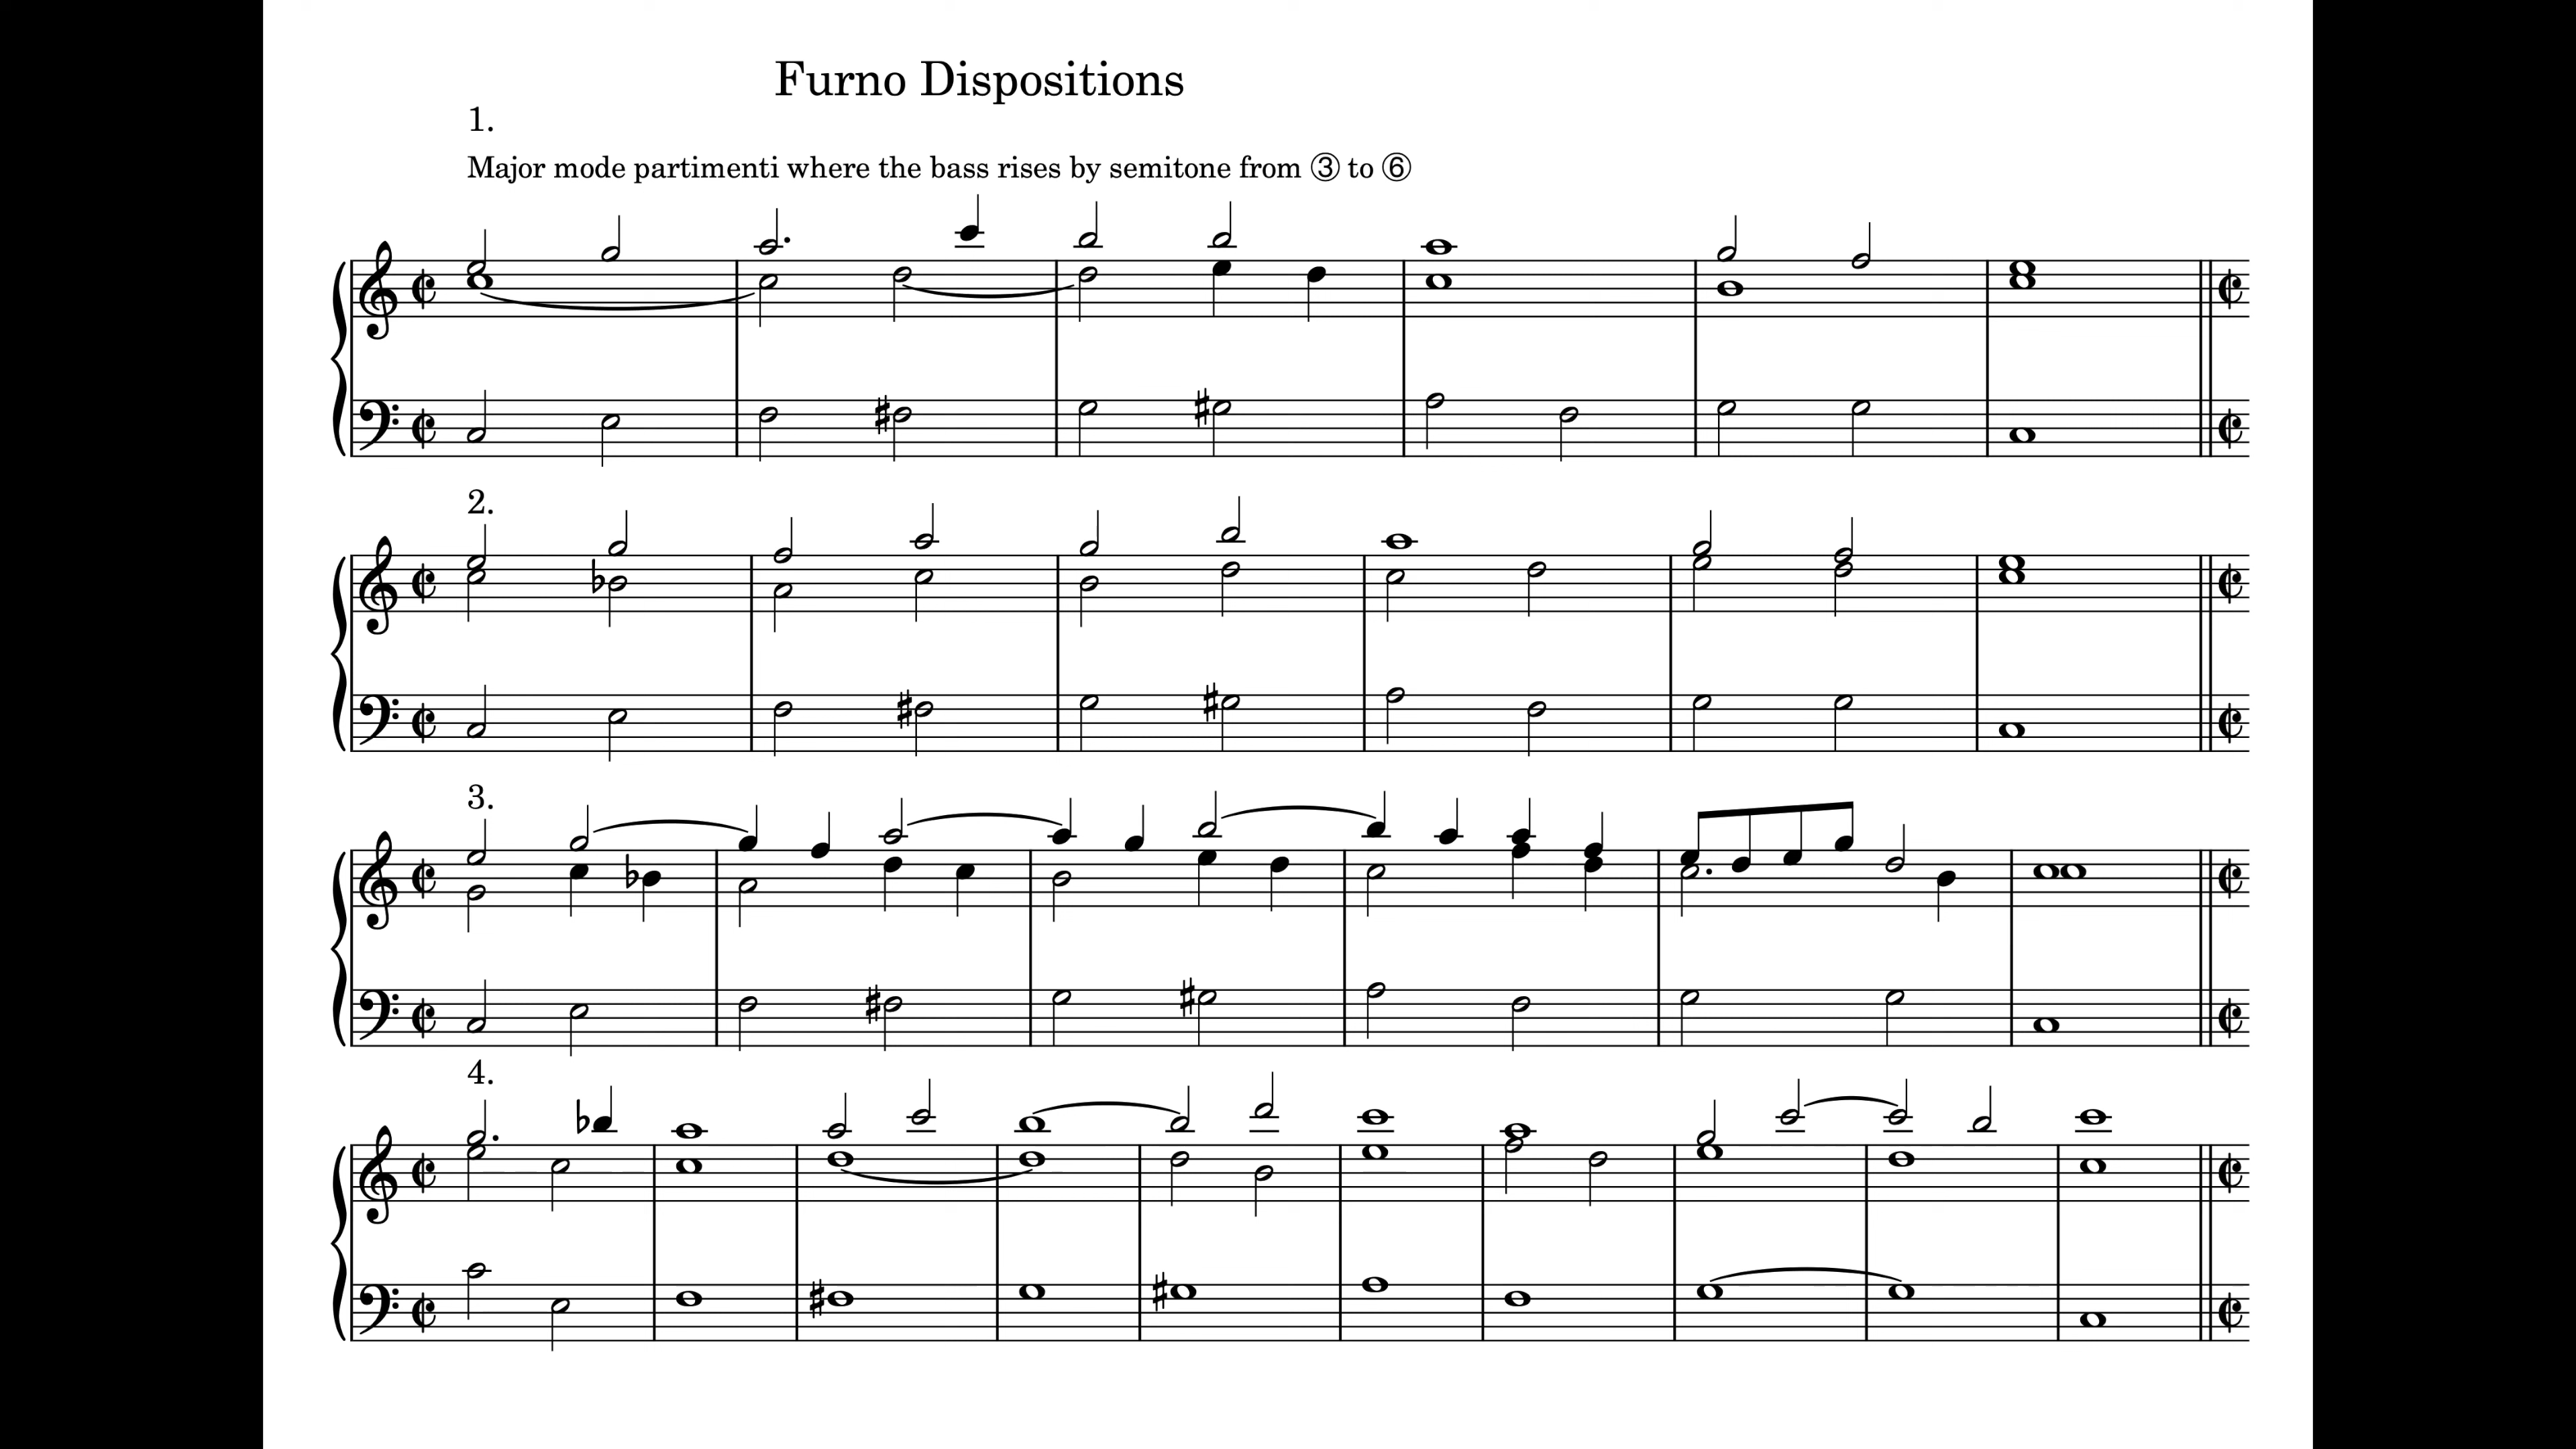 Furno Dispositions
1.
Major mode partimenti where the bass rises by semitone from ③ to ⑥
2.
3.
4.